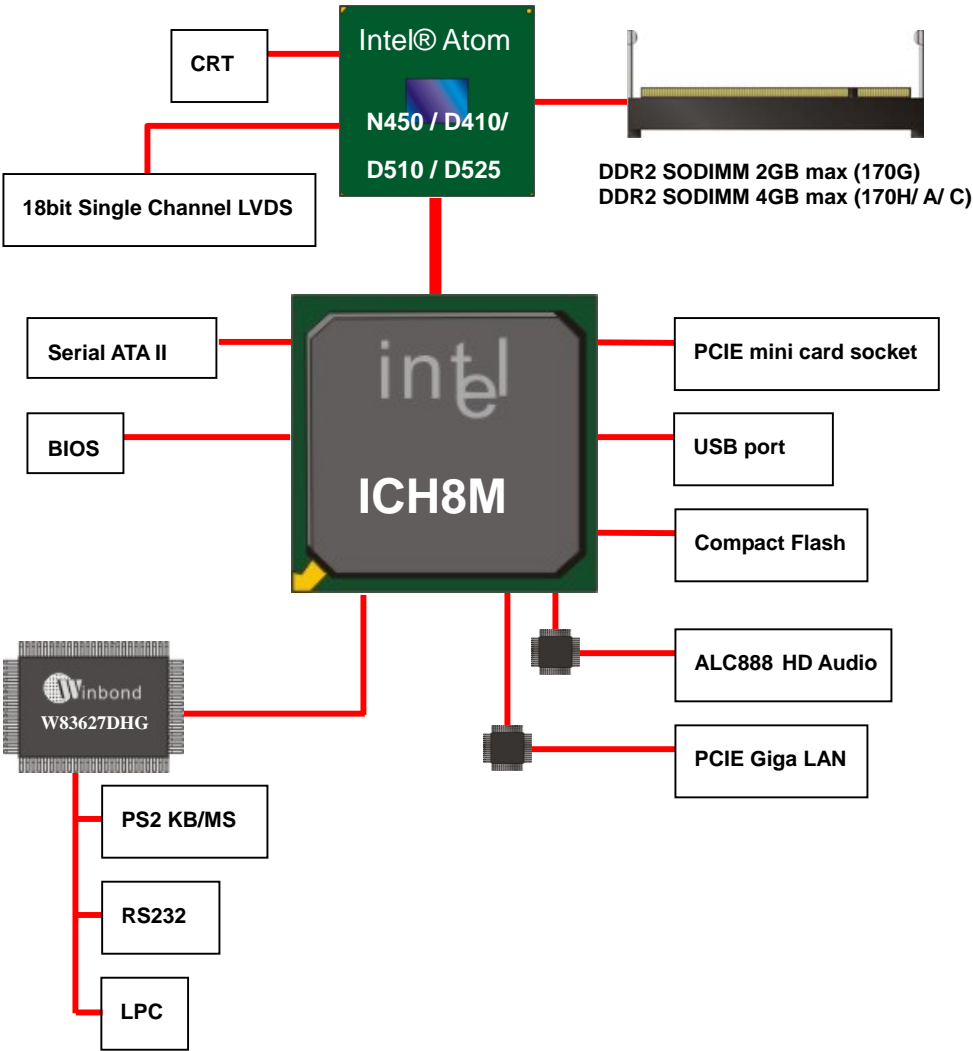 Intel® Atom
N450 / D410/
D510 / D525
CRT
18bit Single Channel LVDS
DDR2 SODIMM 2GB max (170G)
DDR2 SODIMM 4GB max (170H/ A/ C)
intel
ICH8M
Serial ATA II
BIOS
PCIE mini card socket
USB port
Compact Flash
ALC888 HD Audio
PCIE Giga LAN
Winbond
W83627DHG
PS2 KB/MS
RS232
LPC